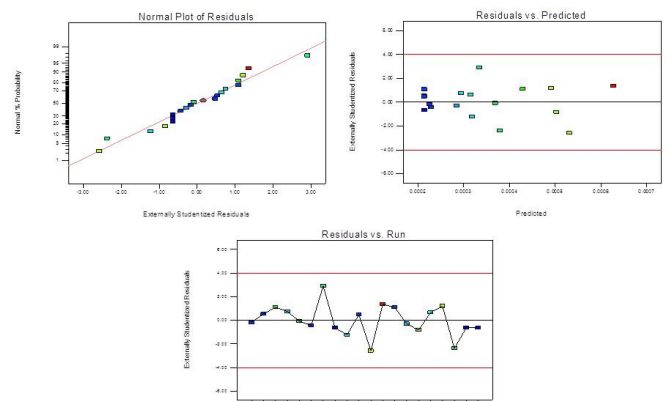 Normal Plot of Residuals
Normal % Probability
99
90
80
70
50
30
20
10
5
1
-3.00 -2.00 -1.00 0.00 1.00 2.00 3.00
Externally Studentized Residuals
Residuals vs. Predicted
Externally Studentized Residuals
6.00
4.00
2.00
0.00
-2.00
-4.00
-6.00
0.0002 0.0003 0.0004 0.0005 0.0006 0.0007
Predicted
Residuals vs. Run
Externally Studentized Residuals
6.00
4.00
2.00
0.00
-2.00
-4.00
-6.00